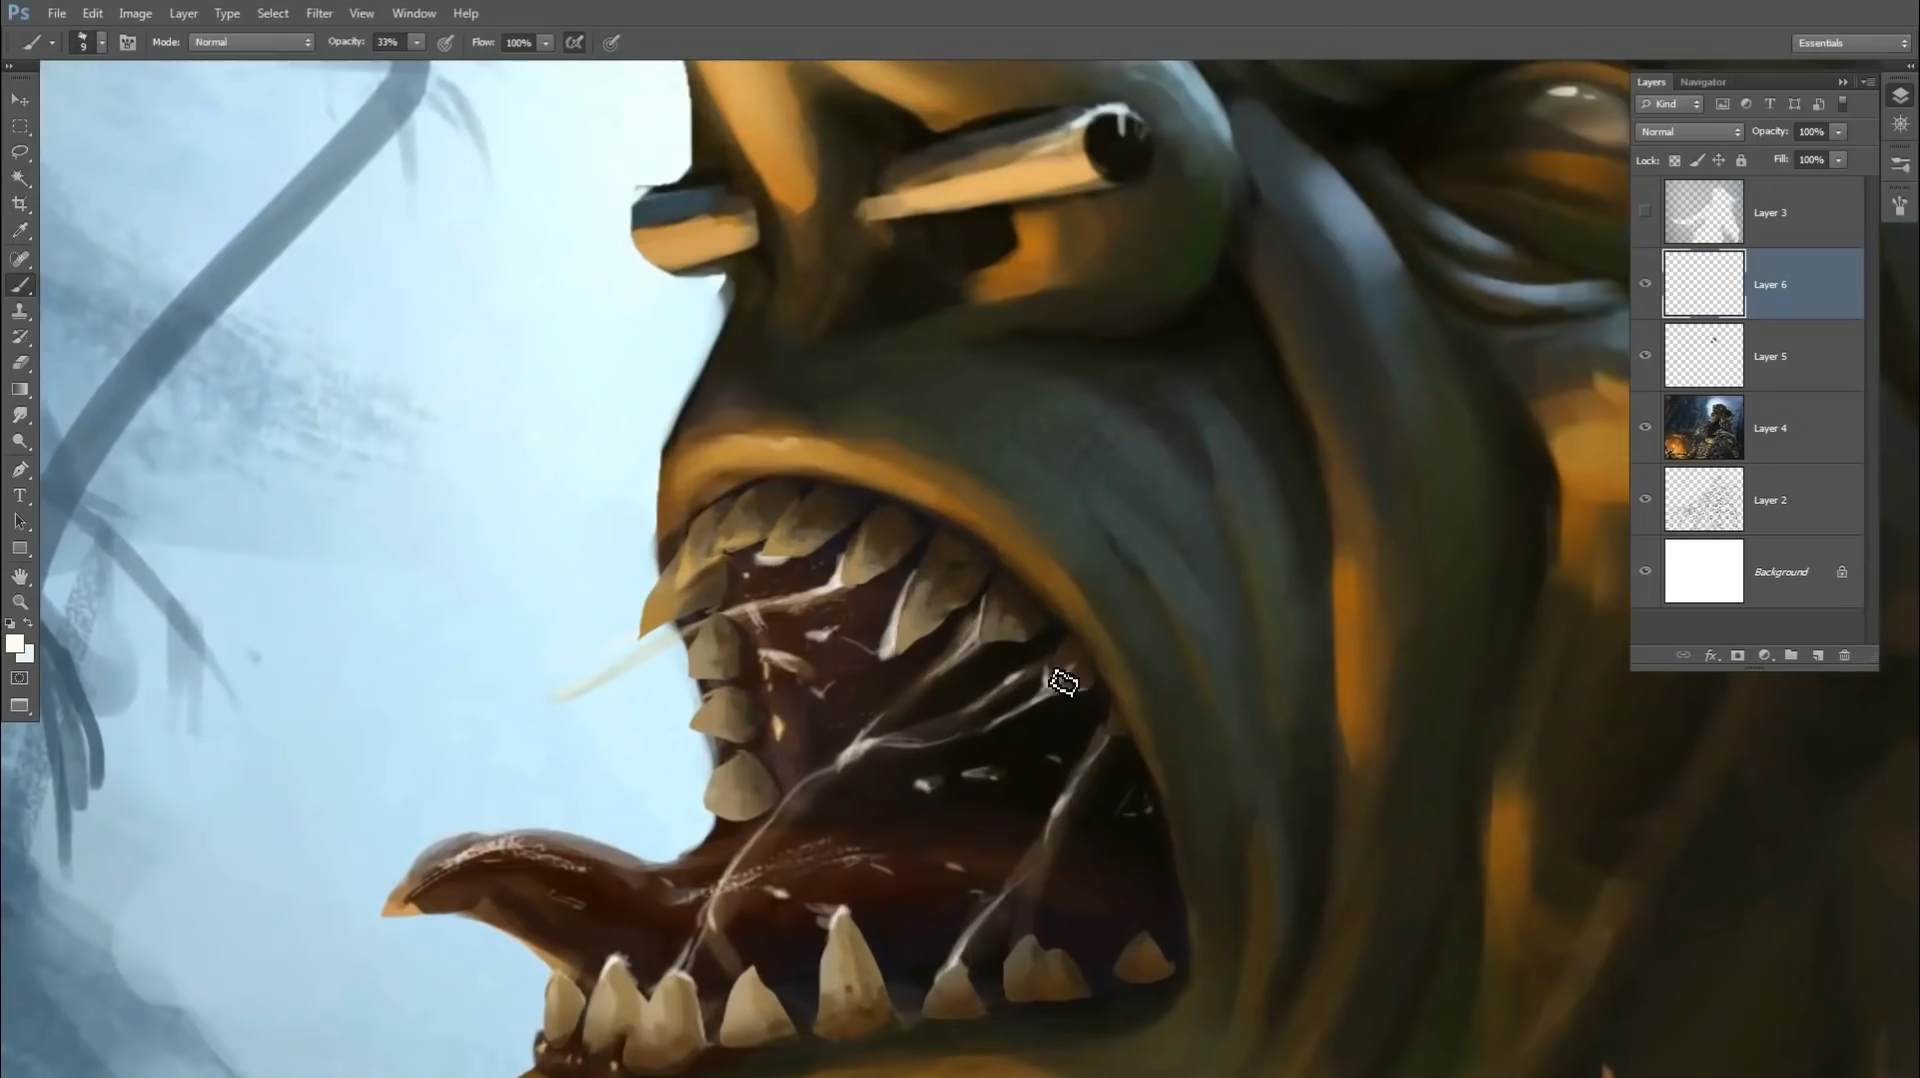 Ps File Edit Image Layer Type Select Filter View Window Help
9 Mode: Normal Opacity: 33% Flow: 100% Essentials
Layers Navigator
Kind T
Normal Opacity: 100%
Lock: Fill: 100%
Layer 3
Layer 6
Layer 5
Layer 4
Layer 2
Background
fx
T